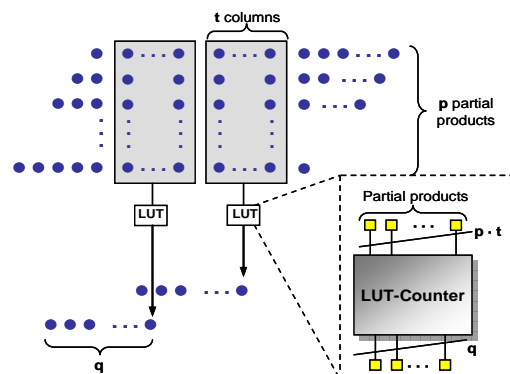 t columns
p partial
products
LUT
LUT
Partial products
p · t
LUT-Counter
q
q